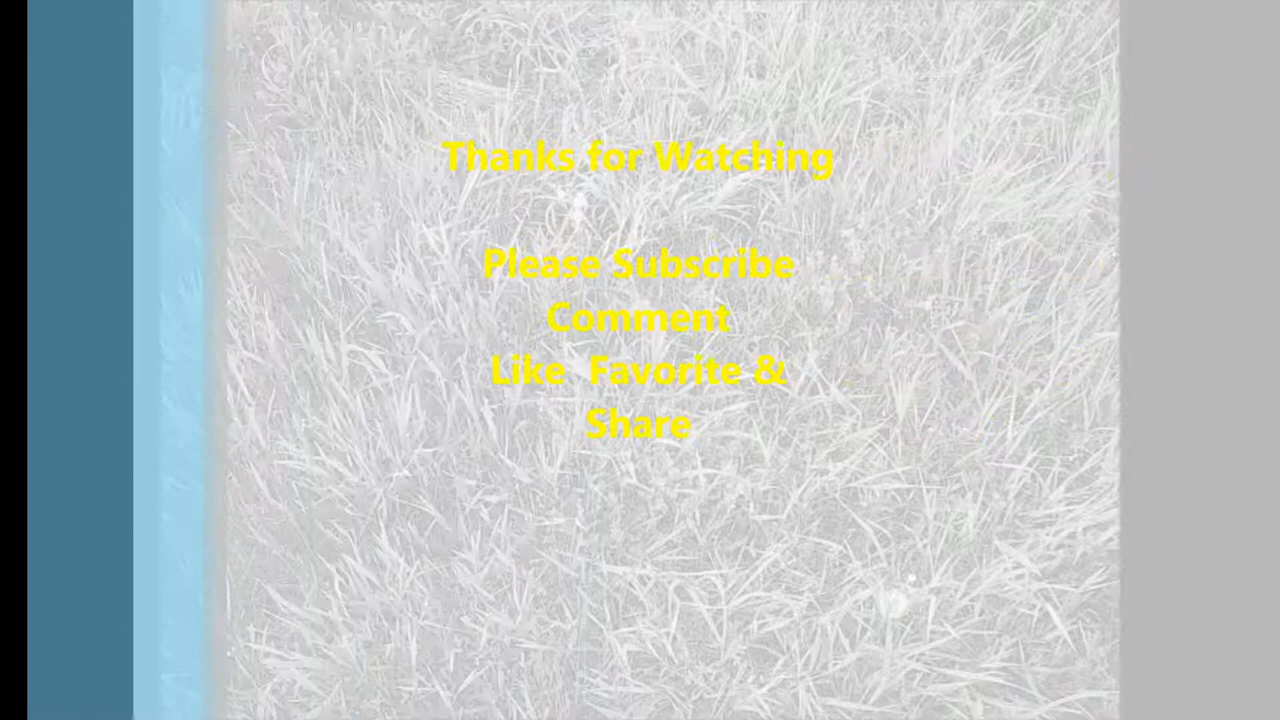 Thanks for Watching
Please Subscribe
Comment
Like  Favorite &
Share